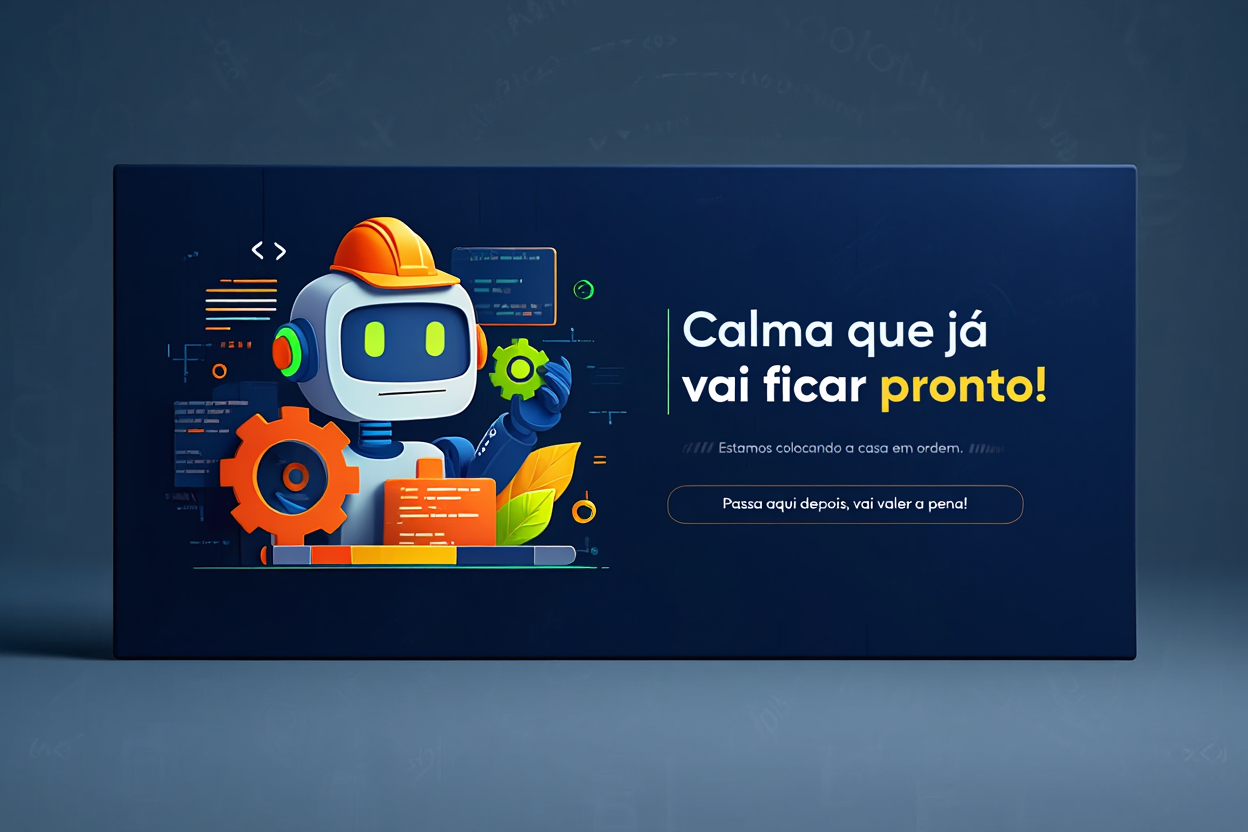 < >
Calma que já
vai ficar pronto!
Estamos colocando a casa em ordem.
Passa aqui depois, vai valer a pena!